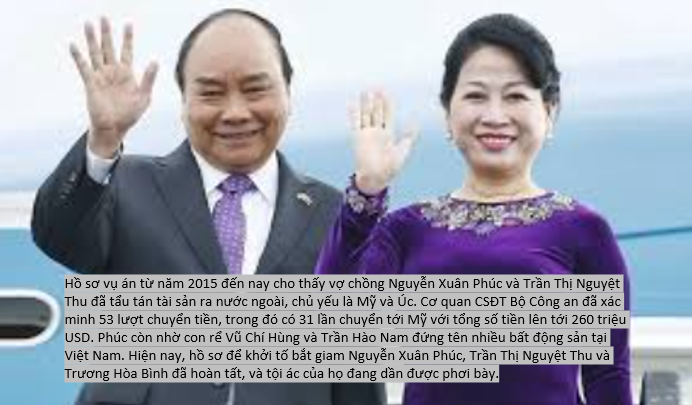 Hồ sơ vụ án từ năm 2015 đến nay cho thấy vợ chồng Nguyễn Xuân Phúc và Trần Thị Nguyệt
Thu đã tẩu tán tài sản ra nước ngoài, chủ yếu là Mỹ và Úc. Cơ quan CSĐT Bộ Công an đã xác
minh 53 lượt chuyển tiền, trong đó có 31 lần chuyển tới Mỹ với tổng số tiền lên tới 260 triệu
USD. Phúc còn nhờ con rể Vũ Chí Hùng và Trần Hào Nam đứng tên nhiều bất động sản tại
Việt Nam. Hiện nay, hồ sơ để khởi tố bắt giam Nguyễn Xuân Phúc, Trần Thị Nguyệt Thu và
Trương Hòa Bình đã hoàn tất, và tội ác của họ đang dần được phơi bày.